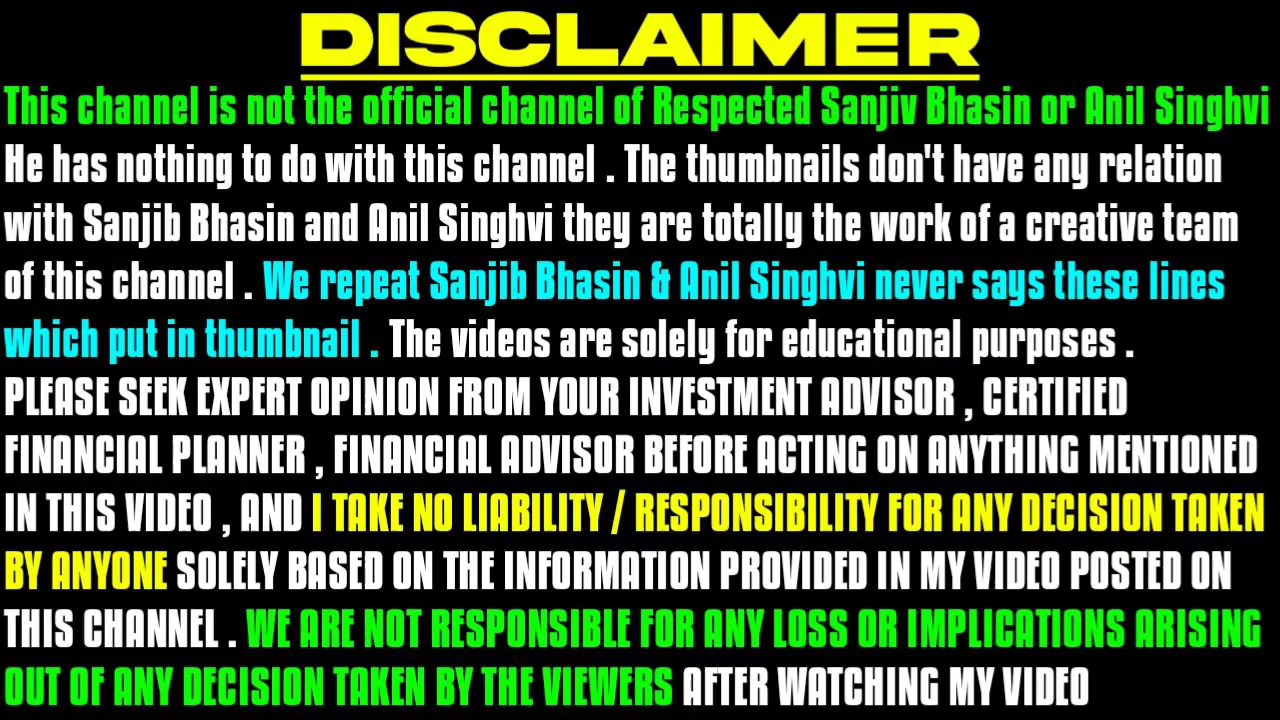 DISCLAIMER
This channel is not the official channel of Respected Sanjiv Bhasin or Anil Singhvi
He has nothing to do with this channel . The thumbnails don't have any relation
with Sanjib Bhasin and Anil Singhvi they are totally the work of a creative team
of this channel . We repeat Sanjib Bhasin & Anil Singhvi never says these lines
which put in thumbnail . The videos are solely for educational purposes .
PLEASE SEEK EXPERT OPINION FROM YOUR INVESTMENT ADVISOR , CERTIFIED
FINANCIAL PLANNER , FINANCIAL ADVISOR BEFORE ACTING ON ANYTHING MENTIONED
IN THIS VIDEO , AND I TAKE NO LIABILITY / RESPONSIBILITY FOR ANY DECISION TAKEN
BY ANYONE SOLELY BASED ON THE INFORMATION PROVIDED IN MY VIDEO POSTED ON
THIS CHANNEL . WE ARE NOT RESPONSIBLE FOR ANY LOSS OR IMPLICATIONS ARISING
OUT OF ANY DECISION TAKEN BY THE VIEWERS AFTER WATCHING MY VIDEO